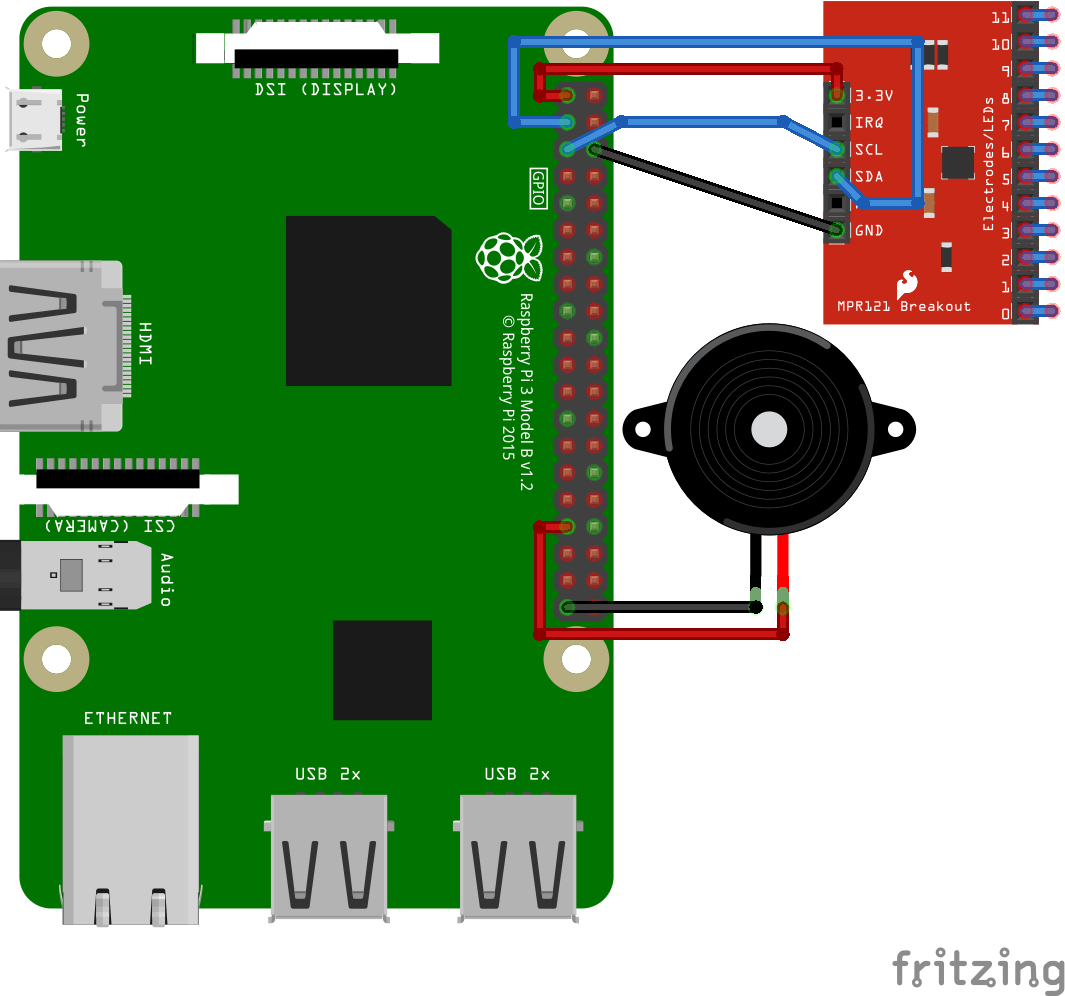 DSI (DISPLAY)
Power
HDMI
CSI (CAMERA)
Audio
ETHERNET
USB 2x
USB 2x
GPIO
Raspberry Pi 3 Model B v1.2
© Raspberry Pi 2015
3.3V
IRQ
SCL
SDA
GND
Electrodes/LEDs
11
10
9
8
7
6
5
4
3
2
1
0
MPR121 Breakout
fritzing